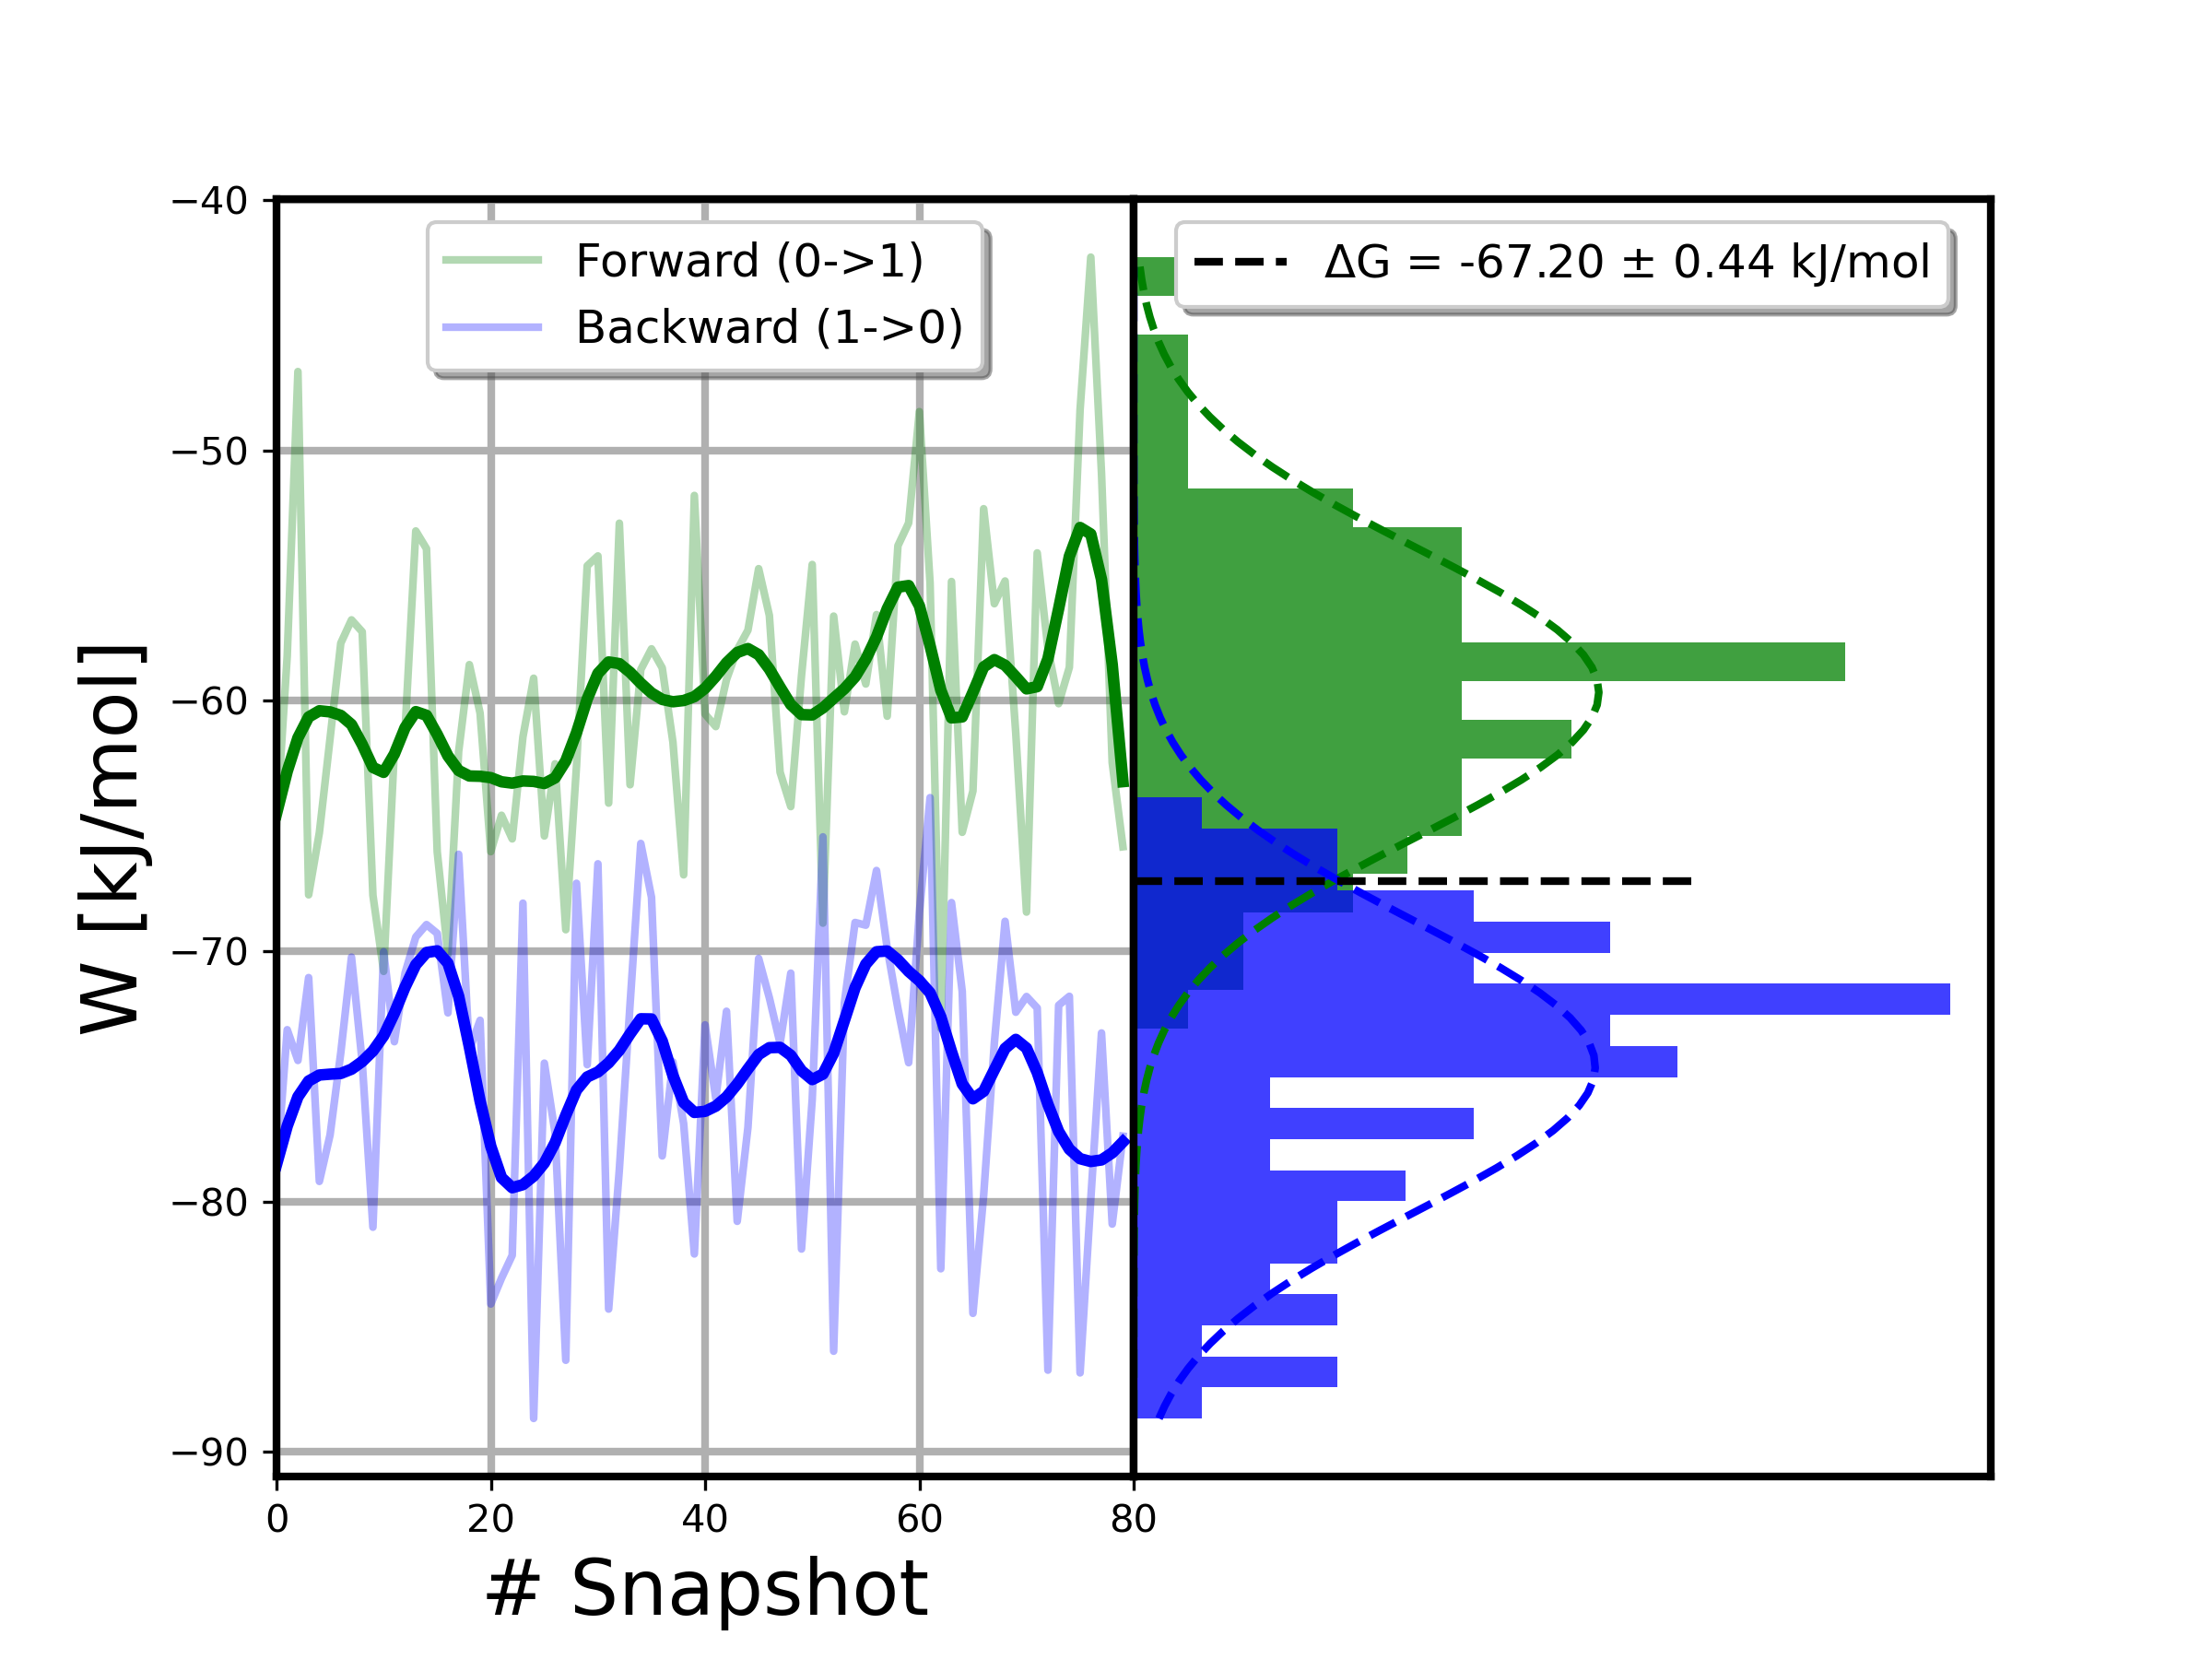 Forward (0->1)
Backward (1->0)
ΔG = -67.20 ± 0.44 kJ/mol
W [kJ/mol]
−40
−50
−60
−70
−80
−90
0
20
40
60
80
# Snapshot